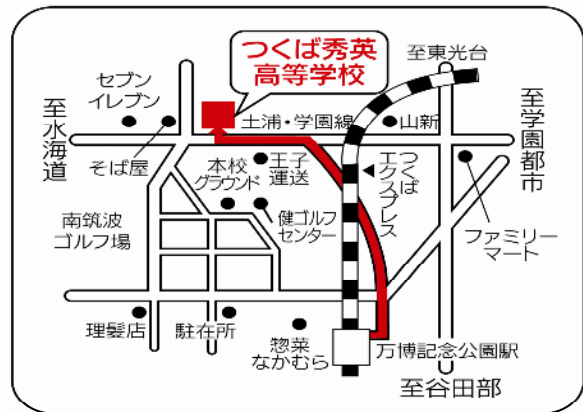 つくば秀英
高等学校
至東光台
セブン
イレブン
至水海道
土浦・学園線
山新
至学園都市
そば屋
本校
グラウンド
王子
運送
つくば
エクスプレス
南筑波
ゴルフ場
健ゴルフ
センター
ファミリー
マート
理髪店
駐在所
惣菜
なかむら
万博記念公園駅
至谷田部